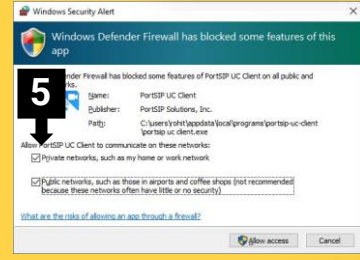 Windows Security Alert
Windows Defender Firewall has blocked some features of this
app
ender Firewall has blocked some features of PortSIP UC Client on all public and
rks.
5
Name: PortSIP UC Client
Publisher: PortSIP Solutions, Inc.
Path: C:\users\rohit\appdata\local\programs\portsip-uc-client
\portsip uc client.exe
Allow PortSIP UC Client to communicate on these networks:
Private networks, such as my home or work network
Public networks, such as those in airports and coffee shops (not recommended
because these networks often have little or no security)
What are the risks of allowing an app through a firewall?
Allow access Cancel